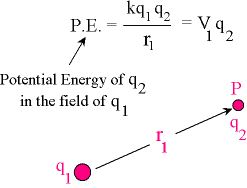 P.E. = kq₁q₂ / r₁ = V₁q₂
Potential Energy of q₂
in the field of q₁
P
r₁
q₂
q₁